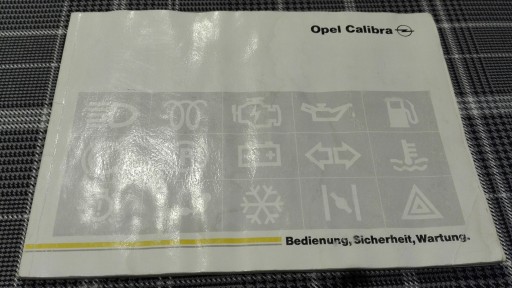 Opel Calibra
Bedienung, Sicherheit, Wartung.